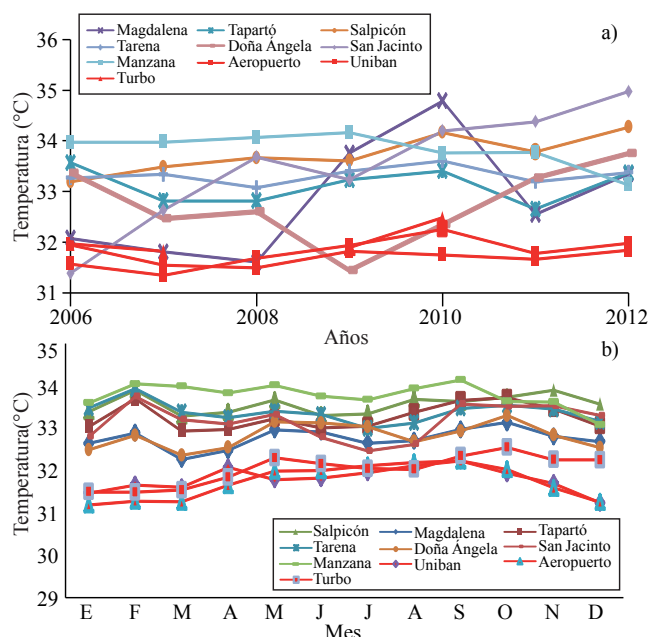 a)
Magdalena Tapartó Salpicón
Tarena Doña Ángela San Jacinto
Manzana Aeropuerto Uniban
Turbo
Temperatura (°C)
36
35
34
33
32
31
2006 2008 2010 2012
Años
b)
Temperatura(°C)
35
34
33
32
31
30
29
Salpicón Magdalena Tapartó
Tarena Doña Ángela San Jacinto
Manzana Uniban Aeropuerto
Turbo
E F M A M J J A S O N D
Mes